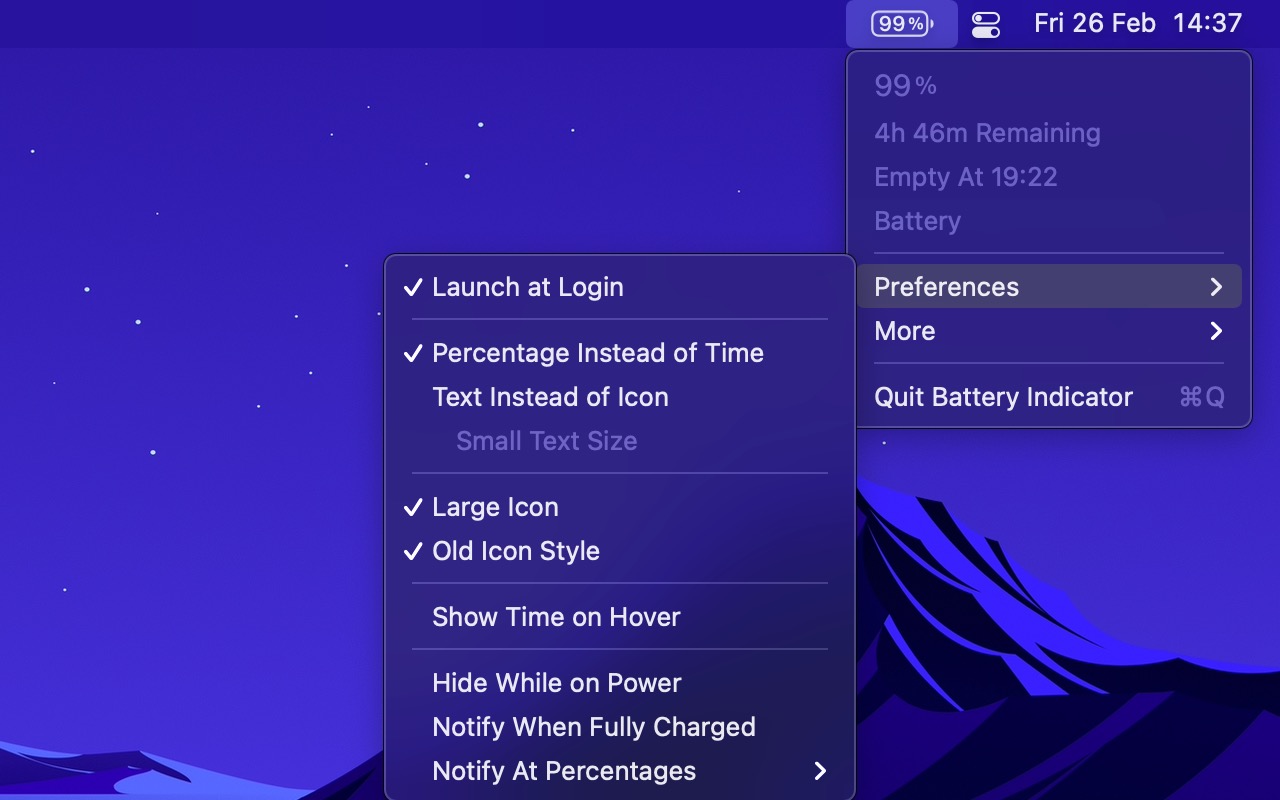 99% Fri 26 Feb 14:37
99%
4h 46m Remaining
Empty At 19:22
Battery
Preferences
More
Quit Battery Indicator ⌘Q
Launch at Login
Percentage Instead of Time
Text Instead of Icon
Small Text Size
Large Icon
Old Icon Style
Show Time on Hover
Hide While on Power
Notify When Fully Charged
Notify At Percentages